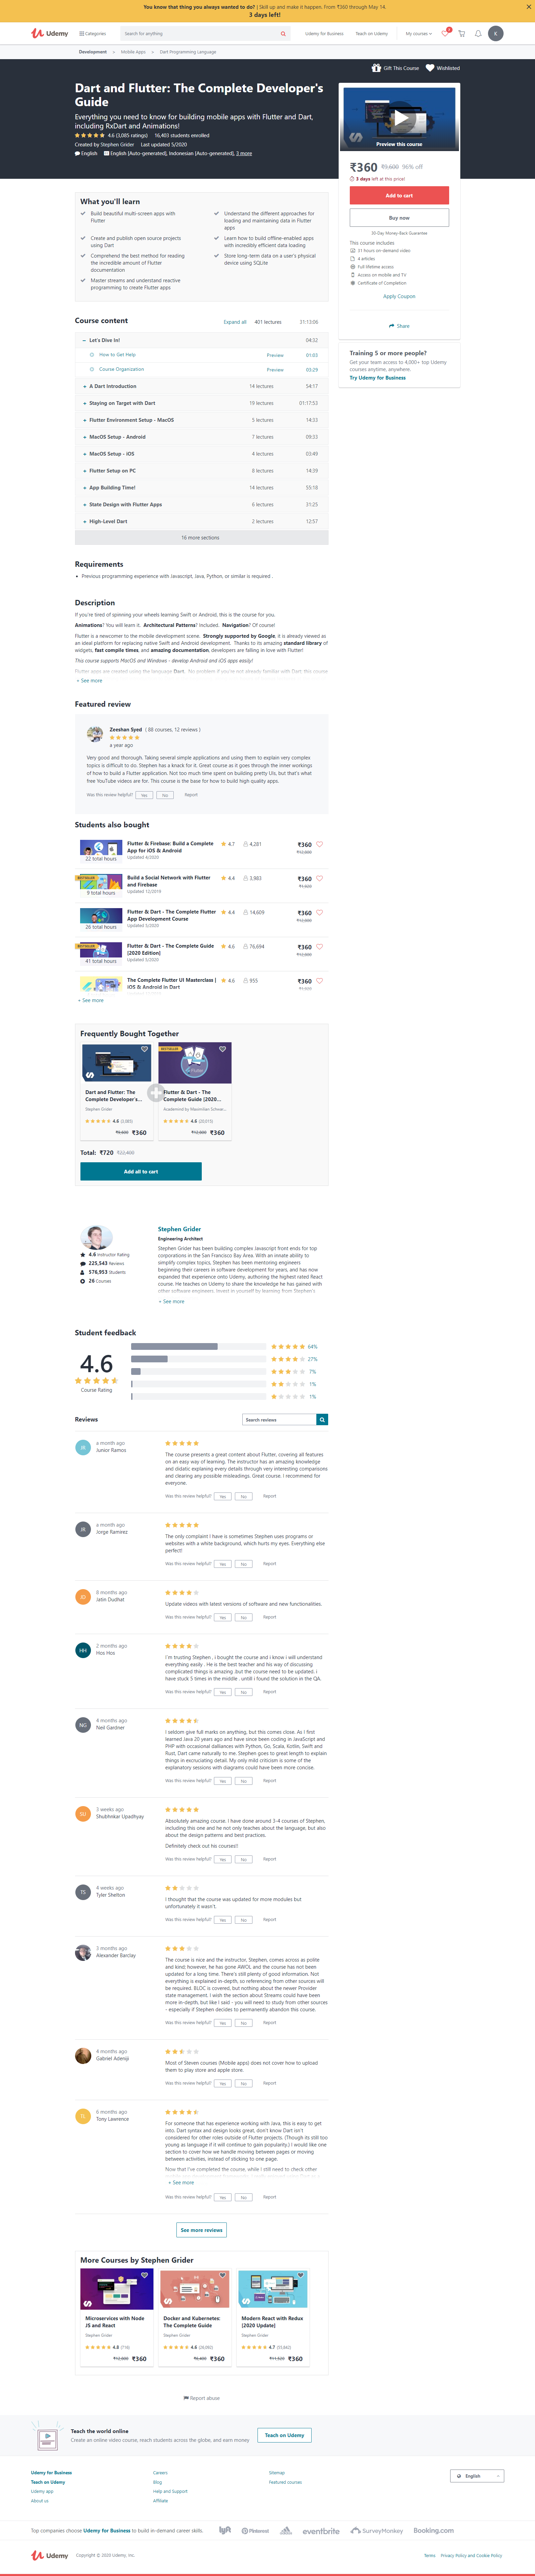 You know that thing you always wanted to do? | Skill up and make it happen. From ₹360 through May 14.
3 days left!
Udemy
Categories
Search for anything
Udemy for Business
Teach on Udemy
My courses
K
Development
Mobile Apps
Dart Programming Language
Gift This Course
Wishlisted
Dart and Flutter: The Complete Developer's
Guide
Everything you need to know for building mobile apps with Flutter and Dart,
including RxDart and Animations!
4.6 (3,085 ratings) 16,403 students enrolled
Created by Stephen Grider Last updated 5/2020
English English [Auto-generated], Indonesian [Auto-generated], 3 more
Preview this course
₹360 96% off
3 days left at this price!
Add to cart
Buy now
30-Day Money-Back Guarantee
This course includes
31 hours on-demand video
4 articles
Full lifetime access
Access on mobile and TV
Certificate of Completion
Apply Coupon
Share
Training 5 or more people?
Get your team access to 4,000+ top Udemy
courses anytime, anywhere.
Try Udemy for Business
What you'll learn
Build beautiful multi-screen apps with
Flutter
Create and publish open source projects
using Dart
Comprehend the best method for reading
the incredible amount of Flutter
documentation
Master streams and understand reactive
programming to create Flutter apps
Understand the different approaches for
loading and maintaining data in Flutter
apps
Learn how to build offline-enabled apps
with incredibly efficient data loading
Store long-term data on a user's physical
device using SQLite
Course content
Expand all 401 lectures 31:13:06
Let's Dive In! 04:32
How to Get Help Preview 01:03
Course Organization Preview 03:29
A Dart Introduction 14 lectures 54:17
Staying on Target with Dart 19 lectures 01:17:53
Flutter Environment Setup - MacOS 5 lectures 14:33
MacOS Setup - Android 7 lectures 09:33
MacOS Setup - iOS 4 lectures 03:49
Flutter Setup on PC 8 lectures 14:39
App Building Time! 14 lectures 55:18
State Design with Flutter Apps 6 lectures 31:25
High-Level Dart 2 lectures 12:57
16 more sections
Requirements
Previous programming experience with Javascript, Java, Python, or similar is required .
Description
If you're tired of spinning your wheels learning Swift or Android, this is the course for you.
Animations? You will learn it. Architectural Patterns? Included. Navigation? Of course!
Flutter is a newcomer to the mobile development scene. Strongly supported by Google, it is already viewed as
an ideal platform for replacing native Swift and Android development. Thanks to its amazing standard library of
widgets, fast compile times, and amazing documentation, developers are falling in love with Flutter!
This course supports MacOS and Windows - develop Android and iOS apps easily!
Flutter apps are created using the language Dart. No problem if you're not already familiar with Dart; this course
+ See more
Featured review
Zeeshan Syed ( 88 courses, 12 reviews )
a year ago
Very good and thorough. Taking several simple applications and using them to explain very complex
topics is difficult to do. Stephen has a knack for it. Great course as it goes through the inner workings
of how to build a Flutter application. Not too much time spent on building pretty UIs, but that's what
free YouTube videos are for. This course is the base for how to build high quality apps.
Was this review helpful? Yes No Report
Students also bought
22 total hours
Flutter & Firebase: Build a Complete
App for iOS & Android
Updated 4/2020
4.7 4,281 ₹360
9 total hours
Build a Social Network with Flutter
and Firebase
Updated 12/2019
4.4 3,903 ₹360
26 total hours
Flutter & Dart - The Complete Flutter
App Development Course
Updated 5/2020
4.4 14,609 ₹360
BESTSELLER
41 total hours
Flutter & Dart - The Complete Guide
[2020 Edition]
Updated 5/2020
4.6 76,694 ₹360
The Complete Flutter UI Masterclass |
iOS & Android in Dart
4.6 955 ₹360
+ See more
Frequently Bought Together
Dart and Flutter: The
Complete Developer's...
Stephen Grider
4.6 (3,085)
₹360
BESTSELLER
Flutter & Dart - The
Complete Guide [2020...
Academind by Maximilian Schwar...
4.6
₹360
Total: ₹720
Add all to cart
4.6 Instructor Rating
225,543 Reviews
576,953 Students
26 Courses
Stephen Grider
Engineering Architect
Stephen Grider has been building complex Javascript front ends for top
corporations in the San Francisco Bay Area. With an innate ability to
simplify complex topics, Stephen has been mentoring engineers
beginning their careers in software development for years, and has now
expanded that experience onto Udemy, authoring the highest rated React
course. He teaches on Udemy to share the knowledge he has gained with
other software engineers. Invest in yourself by learning from Stephen's
+ See more
Student feedback
4.6
Course Rating
64%
27%
7%
1%
1%
Reviews
Search reviews
JR
a month ago
Junior Ramos
The course presents a great content about Flutter, covering all features
on an easy way of learning. The instructor has an amazing knowledge
and didatic explaning every details through very interesting comparisons
and clearing any possible misleadings. Great course, I recommend for
everyone.
Was this review helpful? Yes No Report
JR
a month ago
Jorge Ramirez
The only complaint I have is sometimes Stephen uses programs or
websites with a white background, which hurts my eyes. Everything else
perfect!
Was this review helpful? Yes No Report
JD
8 months ago
Jatin Dudhat
Update videos with latest versions of software and new functionalities.
Was this review helpful? Yes No Report
HH
2 months ago
Hos Hox
I'm trusting Stephen , i bought the course and i know i will understand
everything easily . He is the best teacher and his way of discussing
complicated things is amazing .but the course need to be updated. i
have stuck 5 times in the middle . untill i found the solution in the QA.
Was this review helpful? Yes No Report
NG
4 months ago
Neil Gardner
I seldom give full marks on anything, but this comes close. As I first
learned Java 20 years ago and have since been coding in JavaScript and
PHP with occasional dalliances with Python, Go, Scala, Kotlin, Swift and
Rust, Dart came naturally to me. Stephen goes to great length to explain
things in excruciating detail. My only mild criticism is some of the
explanatory sessions with diagrams could have been more concise.
Was this review helpful? Yes No Report
SU
3 weeks ago
Shubhnkar Upadhyay
Absolutely amazing course. I have done around 3-4 courses of Stephen,
including this one and he not only teaches about the language, but also
about the design patterns and best practices.
Definitely check out his courses!!
Was this review helpful? Yes No Report
TS
4 weeks ago
Tyler Shelton
I thought that the course was updated for more modules but
unfortunately it wasn't.
Was this review helpful? Yes No Report
3 months ago
Alexander Barclay
The course is nice and the instructor, Stephen, comes across as polite
and kind; however, he has gone AWOL and the course has not been
updated for a long time. There's still plenty of good information. Not
everything is explained in-depth, so referencing from other sources will
be required. BLOC is covered, but nothing about the newer Provider
state management. I wish the section about Streams could have been
more in-depth, but like I said - you will need to study from other sources
- especially if Stephen decides to permanently abandon this course.
Was this review helpful? Yes No Report
4 months ago
Gabriel Adeniji
Most of Steven courses (Mobile apps) does not cover how to upload
them to play store and apple store.
Was this review helpful? Yes No Report
TL
6 months ago
Tony Lawrence
For someone that has experience working with Java, this is easy to get
into. Dart syntax and design looks great, don't know Dart isn't
considered for other roles outside of Flutter projects. (Though its still too
young as language if it will continue to gain popularity.) I would like one
section to cover how we handle moving between pages or moving
between activities, instead of sticking to one page.
Now that I've completed the course, while I still need to check other
+ See more
Was this review helpful? Yes No Report
See more reviews
More Courses by Stephen Grider
Microservices with Node
JS and React
Stephen Grider
4.8 (716)
₹360
Docker and Kubernetes:
The Complete Guide
Stephen Grider
4.6
₹360
Modern React with Redux
[2020 Update]
Stephen Grider
4.7
₹360
Report abuse
Teach the world online
Create an online video course, reach students across the globe, and earn money
Teach on Udemy
Udemy for Business
Teach on Udemy
Udemy app
About us
Careers
Blog
Help and Support
Affiliate
Sitemap
Featured courses
English
Top companies choose Udemy for Business to build in-demand career skills.
Lyft
Pinterest
adidas
eventbrite
SurveyMonkey
Booking.com
Udemy
Copyright © 2020 Udemy, Inc.
Terms Privacy Policy and Cookie Policy